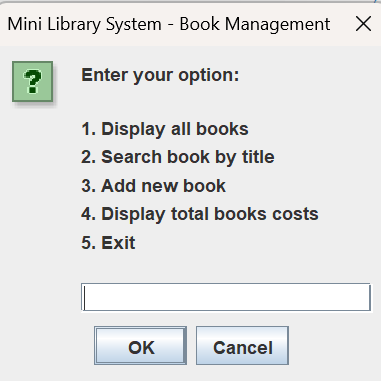 Mini Library System - Book Management
Enter your option:
1. Display all books
2. Search book by title
3. Add new book
4. Display total books costs
5. Exit
OK Cancel